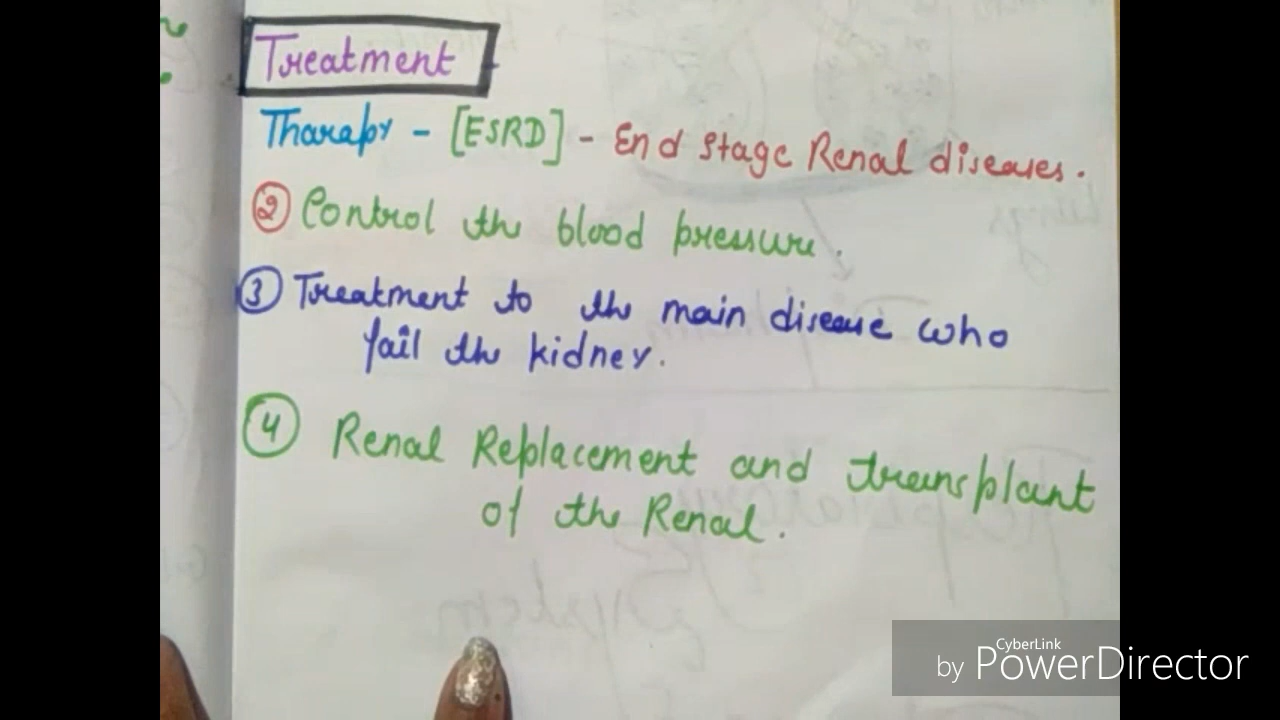 Treatment
Tharapy - [ESRD] - End Stage Renal diseases.
② Control the blood pressure.
③ Treatment to the main disease who
fail the kidney.
④ Renal Replacement and transplant
of the Renal.
System
by CyberLink PowerDirector